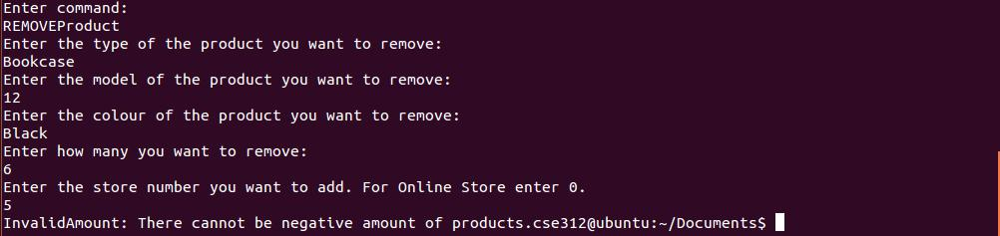 Enter command:
REMOVEProduct
Enter the type of the product you want to remove:
Bookcase
Enter the model of the product you want to remove:
12
Enter the colour of the product you want to remove:
Black
Enter how many you want to remove:
6
Enter the store number you want to add. For Online Store enter 0.
5
InvalidAmount: There cannot be negative amount of products.cse312@ubuntu:~/Documents$